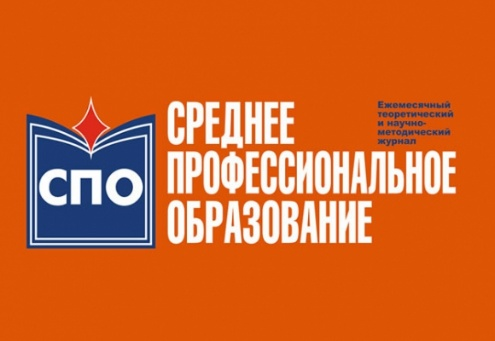 СПО
СРЕДНЕЕ
ПРОФЕССИОНАЛЬНОЕ
ОБРАЗОВАНИЕ
Ежемесячный
теоретический
и научно-
методический
журнал